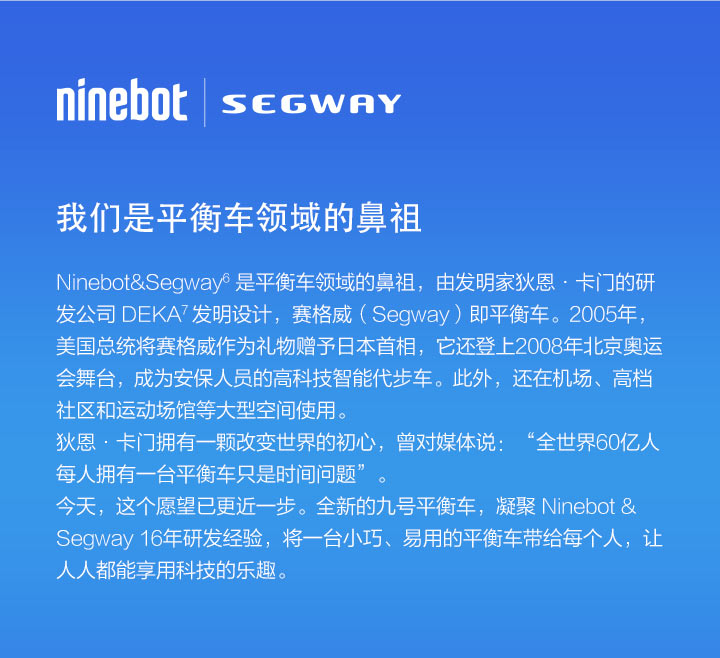 ninebot | SEGWAY
我们是平衡车领域的鼻祖
Ninebot&Segway⁶ 是平衡车领域的鼻祖，由发明家狄恩·卡门的研
发公司 DEKA⁷ 发明设计，赛格威（Segway）即平衡车。2005年，
美国总统将赛格威作为礼物赠予日本首相，它还登上2008年北京奥运
会舞台，成为安保人员的高科技智能代步车。此外，还在机场、高档
社区和运动场馆等大型空间使用。
狄恩·卡门拥有一颗改变世界的初心，曾对媒体说：“全世界60亿人
每人拥有一台平衡车只是时间问题”。
今天，这个愿望已更近一步。全新的九号平衡车，凝聚 Ninebot &
Segway 16年研发经验，将一台小巧、易用的平衡车带给每个人，让
人人都能享用科技的乐趣。